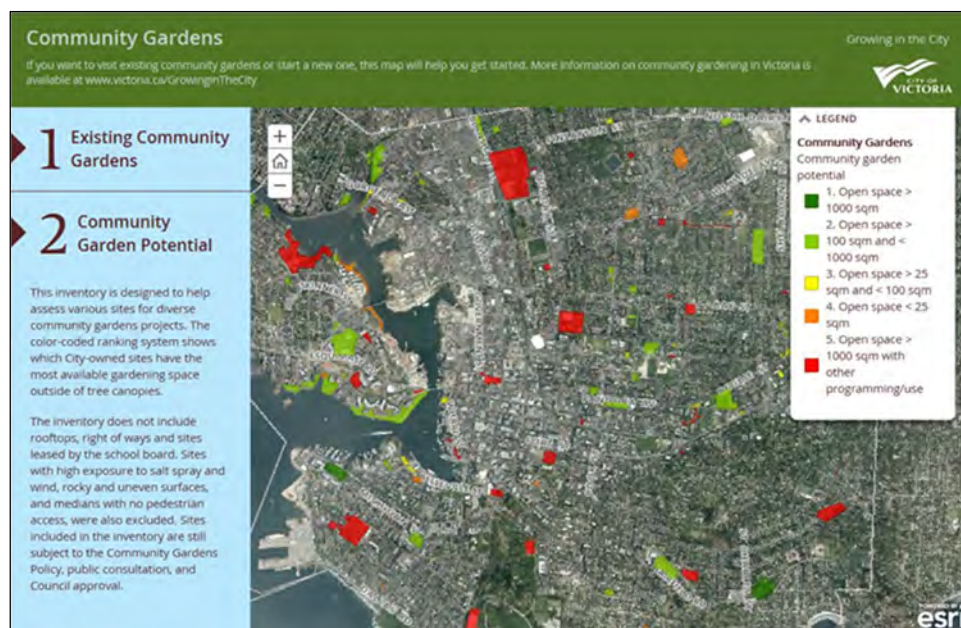 Community Gardens
Growing in the City
If you want to visit existing community gardens or start a new one, this map will help you get started. More information on community gardening in Victoria is
available at www.victoria.ca/GrowingInTheCity
CITY OF
VICTORIA
1 Existing Community
Gardens
2 Community
Garden Potential
This inventory is designed to help
assess various sites for diverse
community gardens projects. The
color-coded ranking system shows
which City-owned sites have the
most available gardening space
outside of tree canopies.
The inventory does not include
rooftops, right of ways and sites
leased by the school board. Sites
with high exposure to salt spray and
wind, rocky and uneven surfaces,
and medians with no pedestrian
access, were also excluded. Sites
included in the inventory are still
subject to the Community Gardens
Policy, public consultation, and
Council approval.
+
−
LEGEND
Community Gardens
Community garden
potential
1. Open space >
1000 sqm
2. Open space >
100 sqm and <
1000 sqm
3. Open space > 25
sqm and < 100 sqm
4. Open space < 25
sqm
5. Open space >
1000 sqm with
other
programming/use
esri